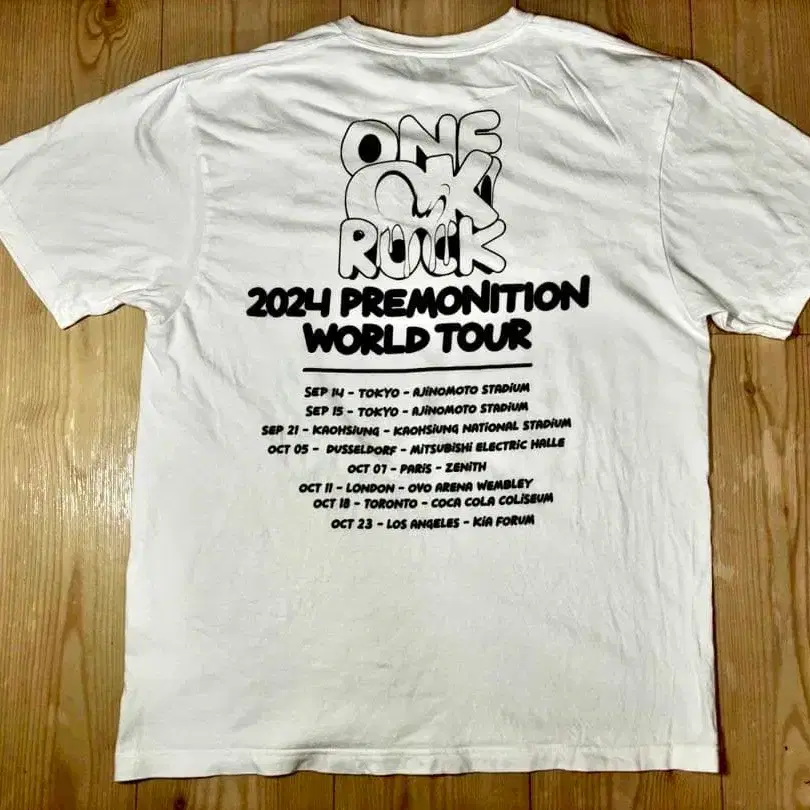 ONE
OK
ROCK
2024 PREMONITION
WORLD TOUR
SEP 14 - TOKYO - AJINOMOTO STADIUM
SEP 15 - TOKYO - AJINOMOTO STADIUM
SEP 21 - KAOHSIUNG - KAOHSIUNG NATIONAL STADIUM
OCT 05 - DUSSELDORF - MITSUBISHI ELECTRIC HALLE
OCT 07 - PARIS - ZENITH
OCT 11 - LONDON - OVO ARENA WEMBLEY
OCT 18 - TORONTO - COCA COLA COLISEUM
OCT 23 - LOS ANGELES - KIA FORUM